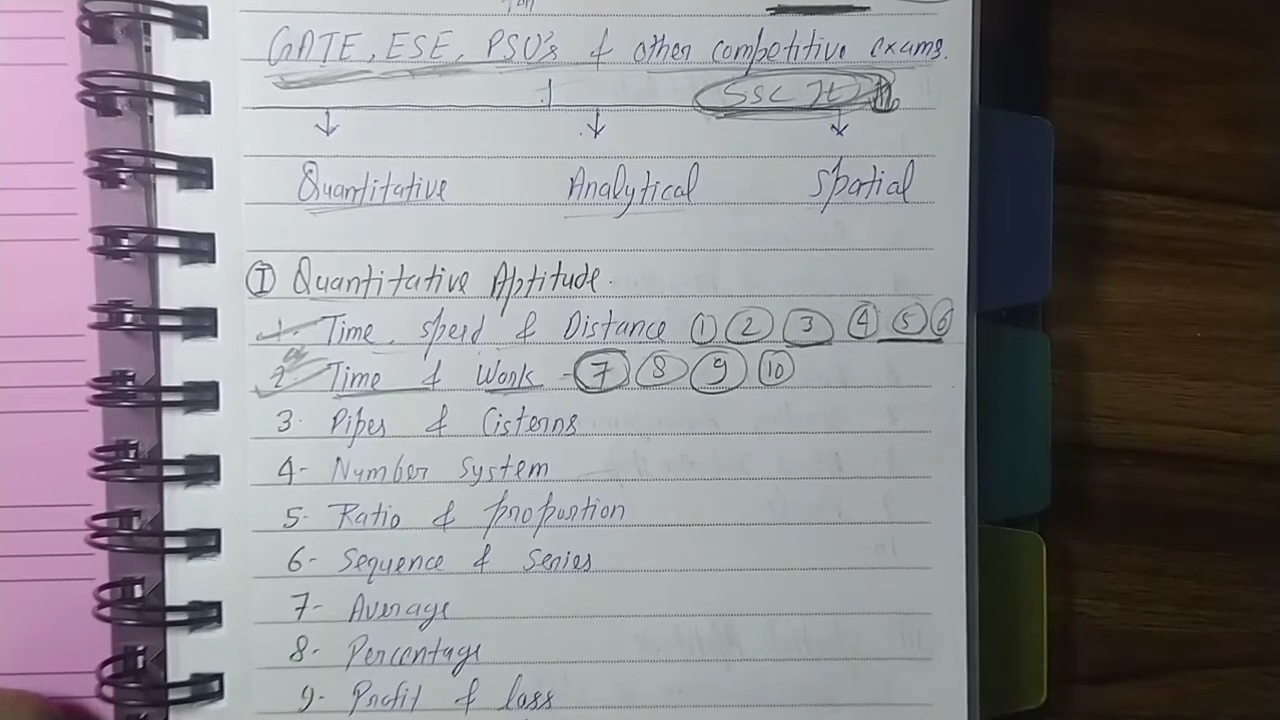 GATE, ESE, PSU's & other competitive exams.
SSC JE
Quantitative Analytical Spatial
I Quantitative Aptitude.
1. Time, speed & Distance 1 2 3 4 5 6
2 Time & Work - 7 8 9 10
3. Pipes & Cisterns
4- Number System
5- Ratio & proportion
6- Sequence & Series
7- Average
8- Percentage
9- Profit & loss